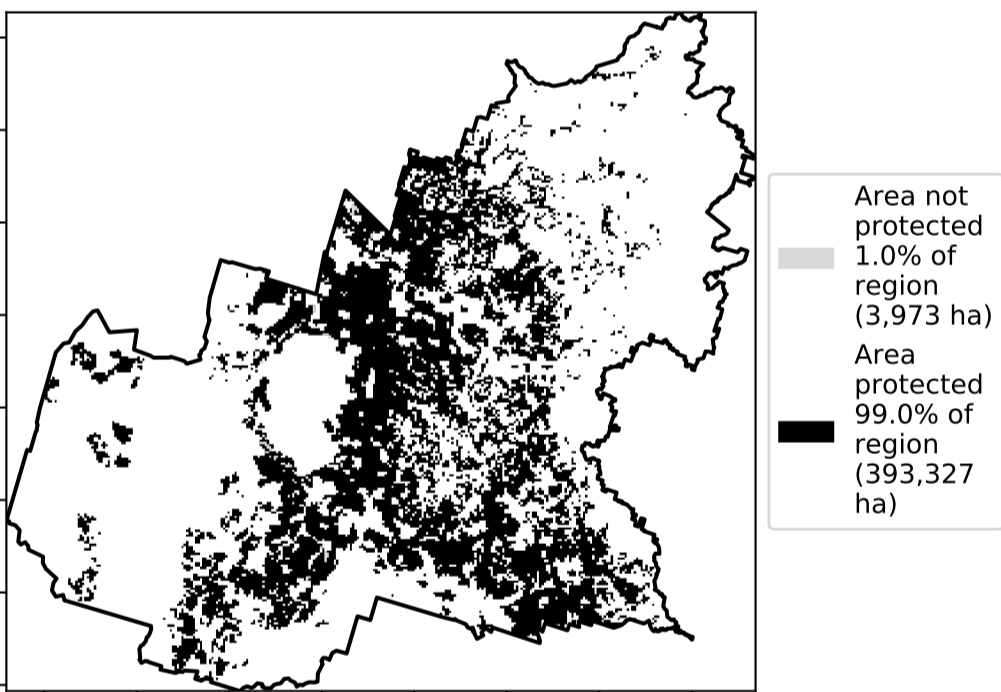 Area not
protected
1.0% of
region
(3,973 ha)
Area
protected
99.0% of
region
(393,327
ha)